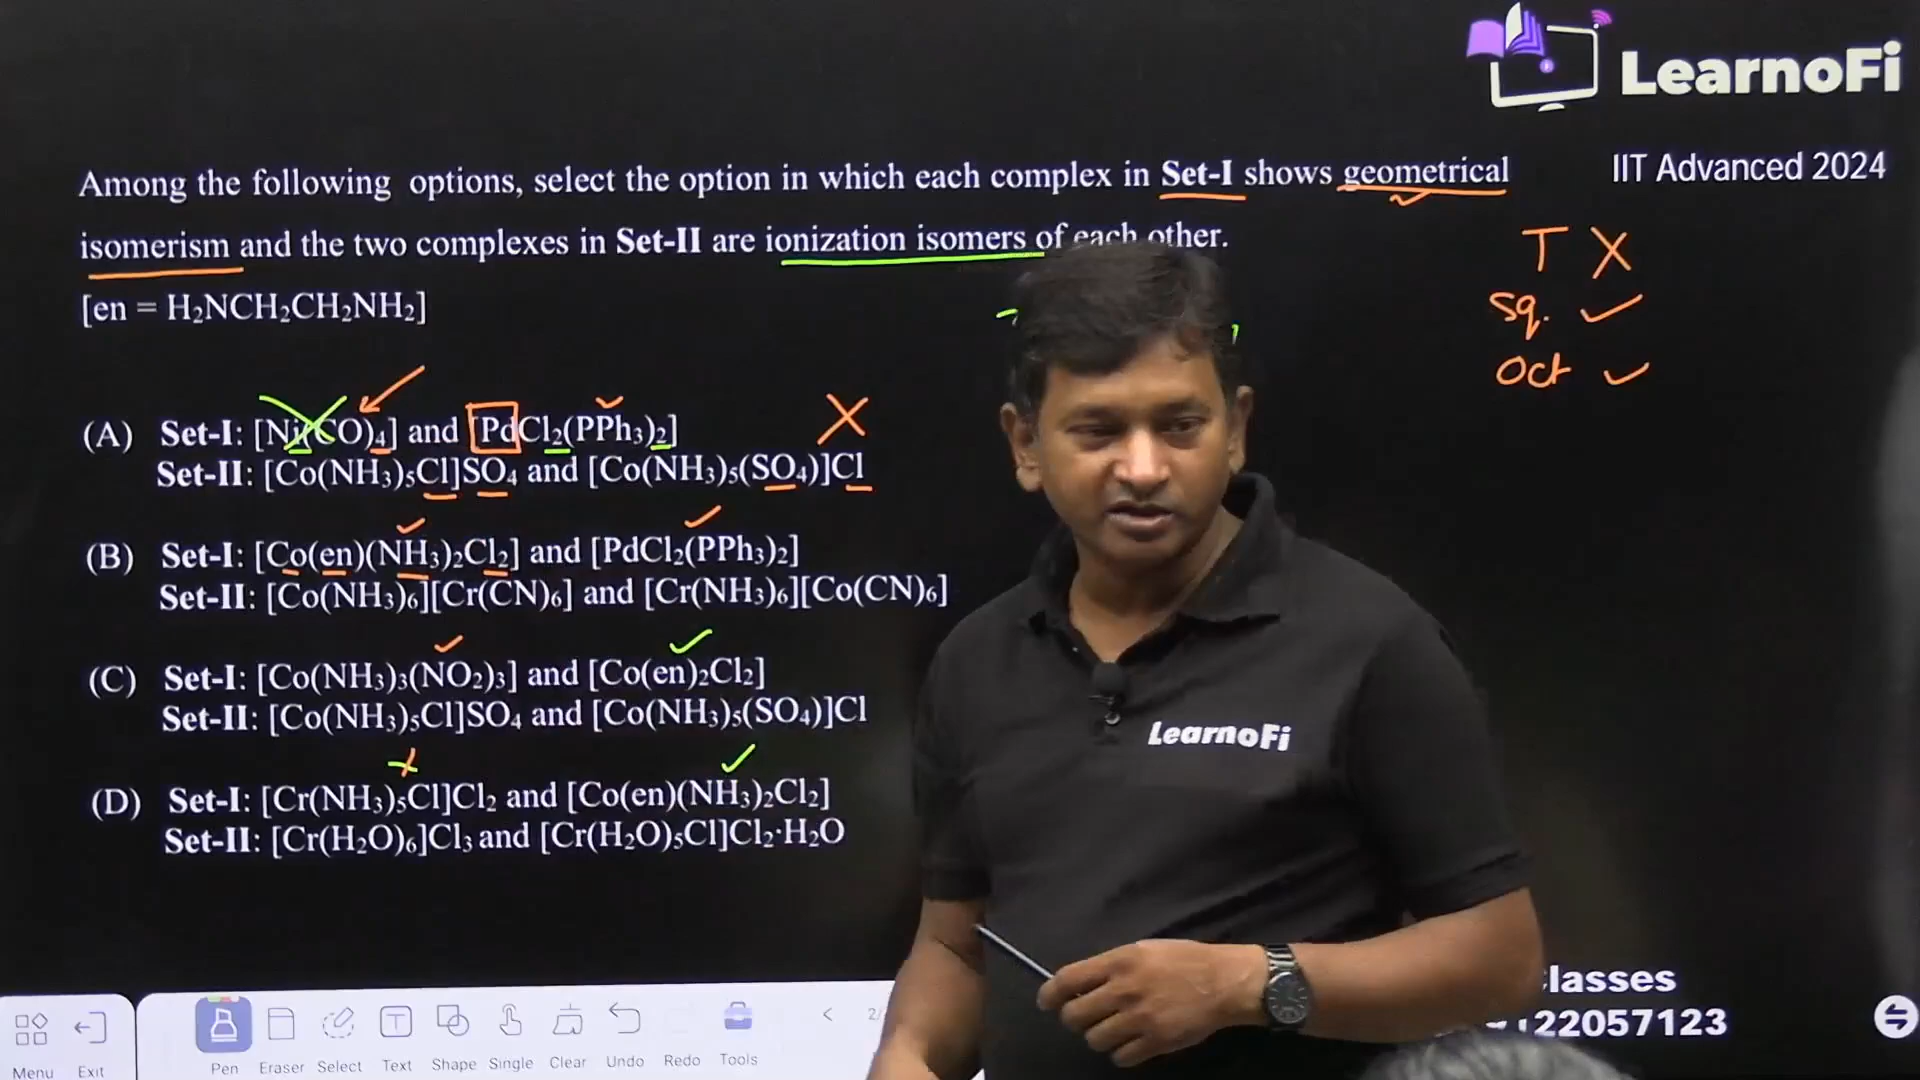 LearnoFi
Among the following options, select the option in which each complex in Set-I shows geometrical
isomerism and the two complexes in Set-II are ionization isomers of each other.
[en = H₂NCH₂CH₂NH₂]
IIT Advanced 2024
T X
Sq. ✓
Oct ✓
(A) Set-I: [Ni(CO)₄] and [PdCl₂(PPh₃)₂]
Set-II: [Co(NH₃)₅Cl]SO₄ and [Co(NH₃)₅(SO₄)]Cl
(B) Set-I: [Co(en)(NH₃)₂Cl₂] and [PdCl₂(PPh₃)₂]
Set-II: [Co(NH₃)₆][Cr(CN)₆] and [Cr(NH₃)₆][Co(CN)₆]
(C) Set-I: [Co(NH₃)₃(NO₂)₃] and [Co(en)₂Cl₂]
Set-II: [Co(NH₃)₅Cl]SO₄ and [Co(NH₃)₅(SO₄)]Cl
(D) Set-I: [Cr(NH₃)₅Cl]Cl₂ and [Co(en)(NH₃)₂Cl₂]
Set-II: [Cr(H₂O)₆]Cl₃ and [Cr(H₂O)₅Cl]Cl₂·H₂O
LearnoFi
lasses
122057123
Menu Exit Pen Eraser Select Text Shape Single Clear Undo Redo Tools
2/